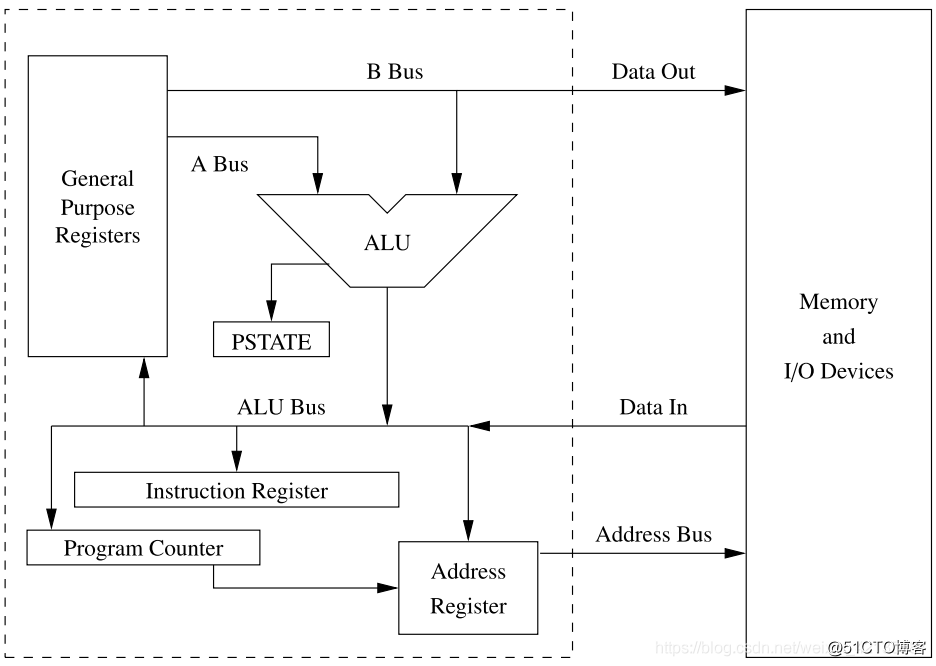 B Bus
Data Out
A Bus
General
Purpose
Registers
ALU
Memory
and
I/O Devices
PSTATE
ALU Bus
Data In
Instruction Register
Program Counter
Address Bus
Address
Register
https://blog.csdn.net/wei
@51CTO博客